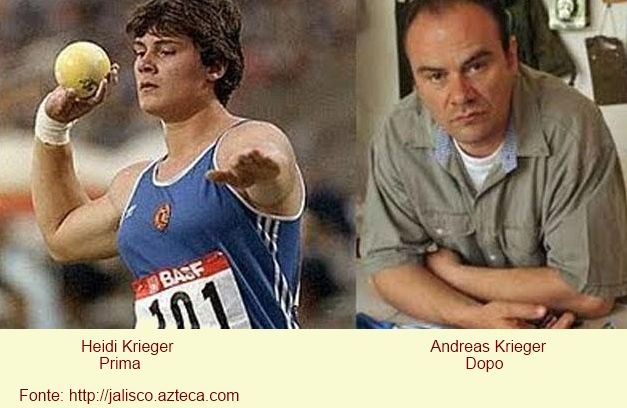 BASF
101
Heidi Krieger
Prima
Andreas Krieger
Dopo
Fonte: http://jalisco.azteca.com